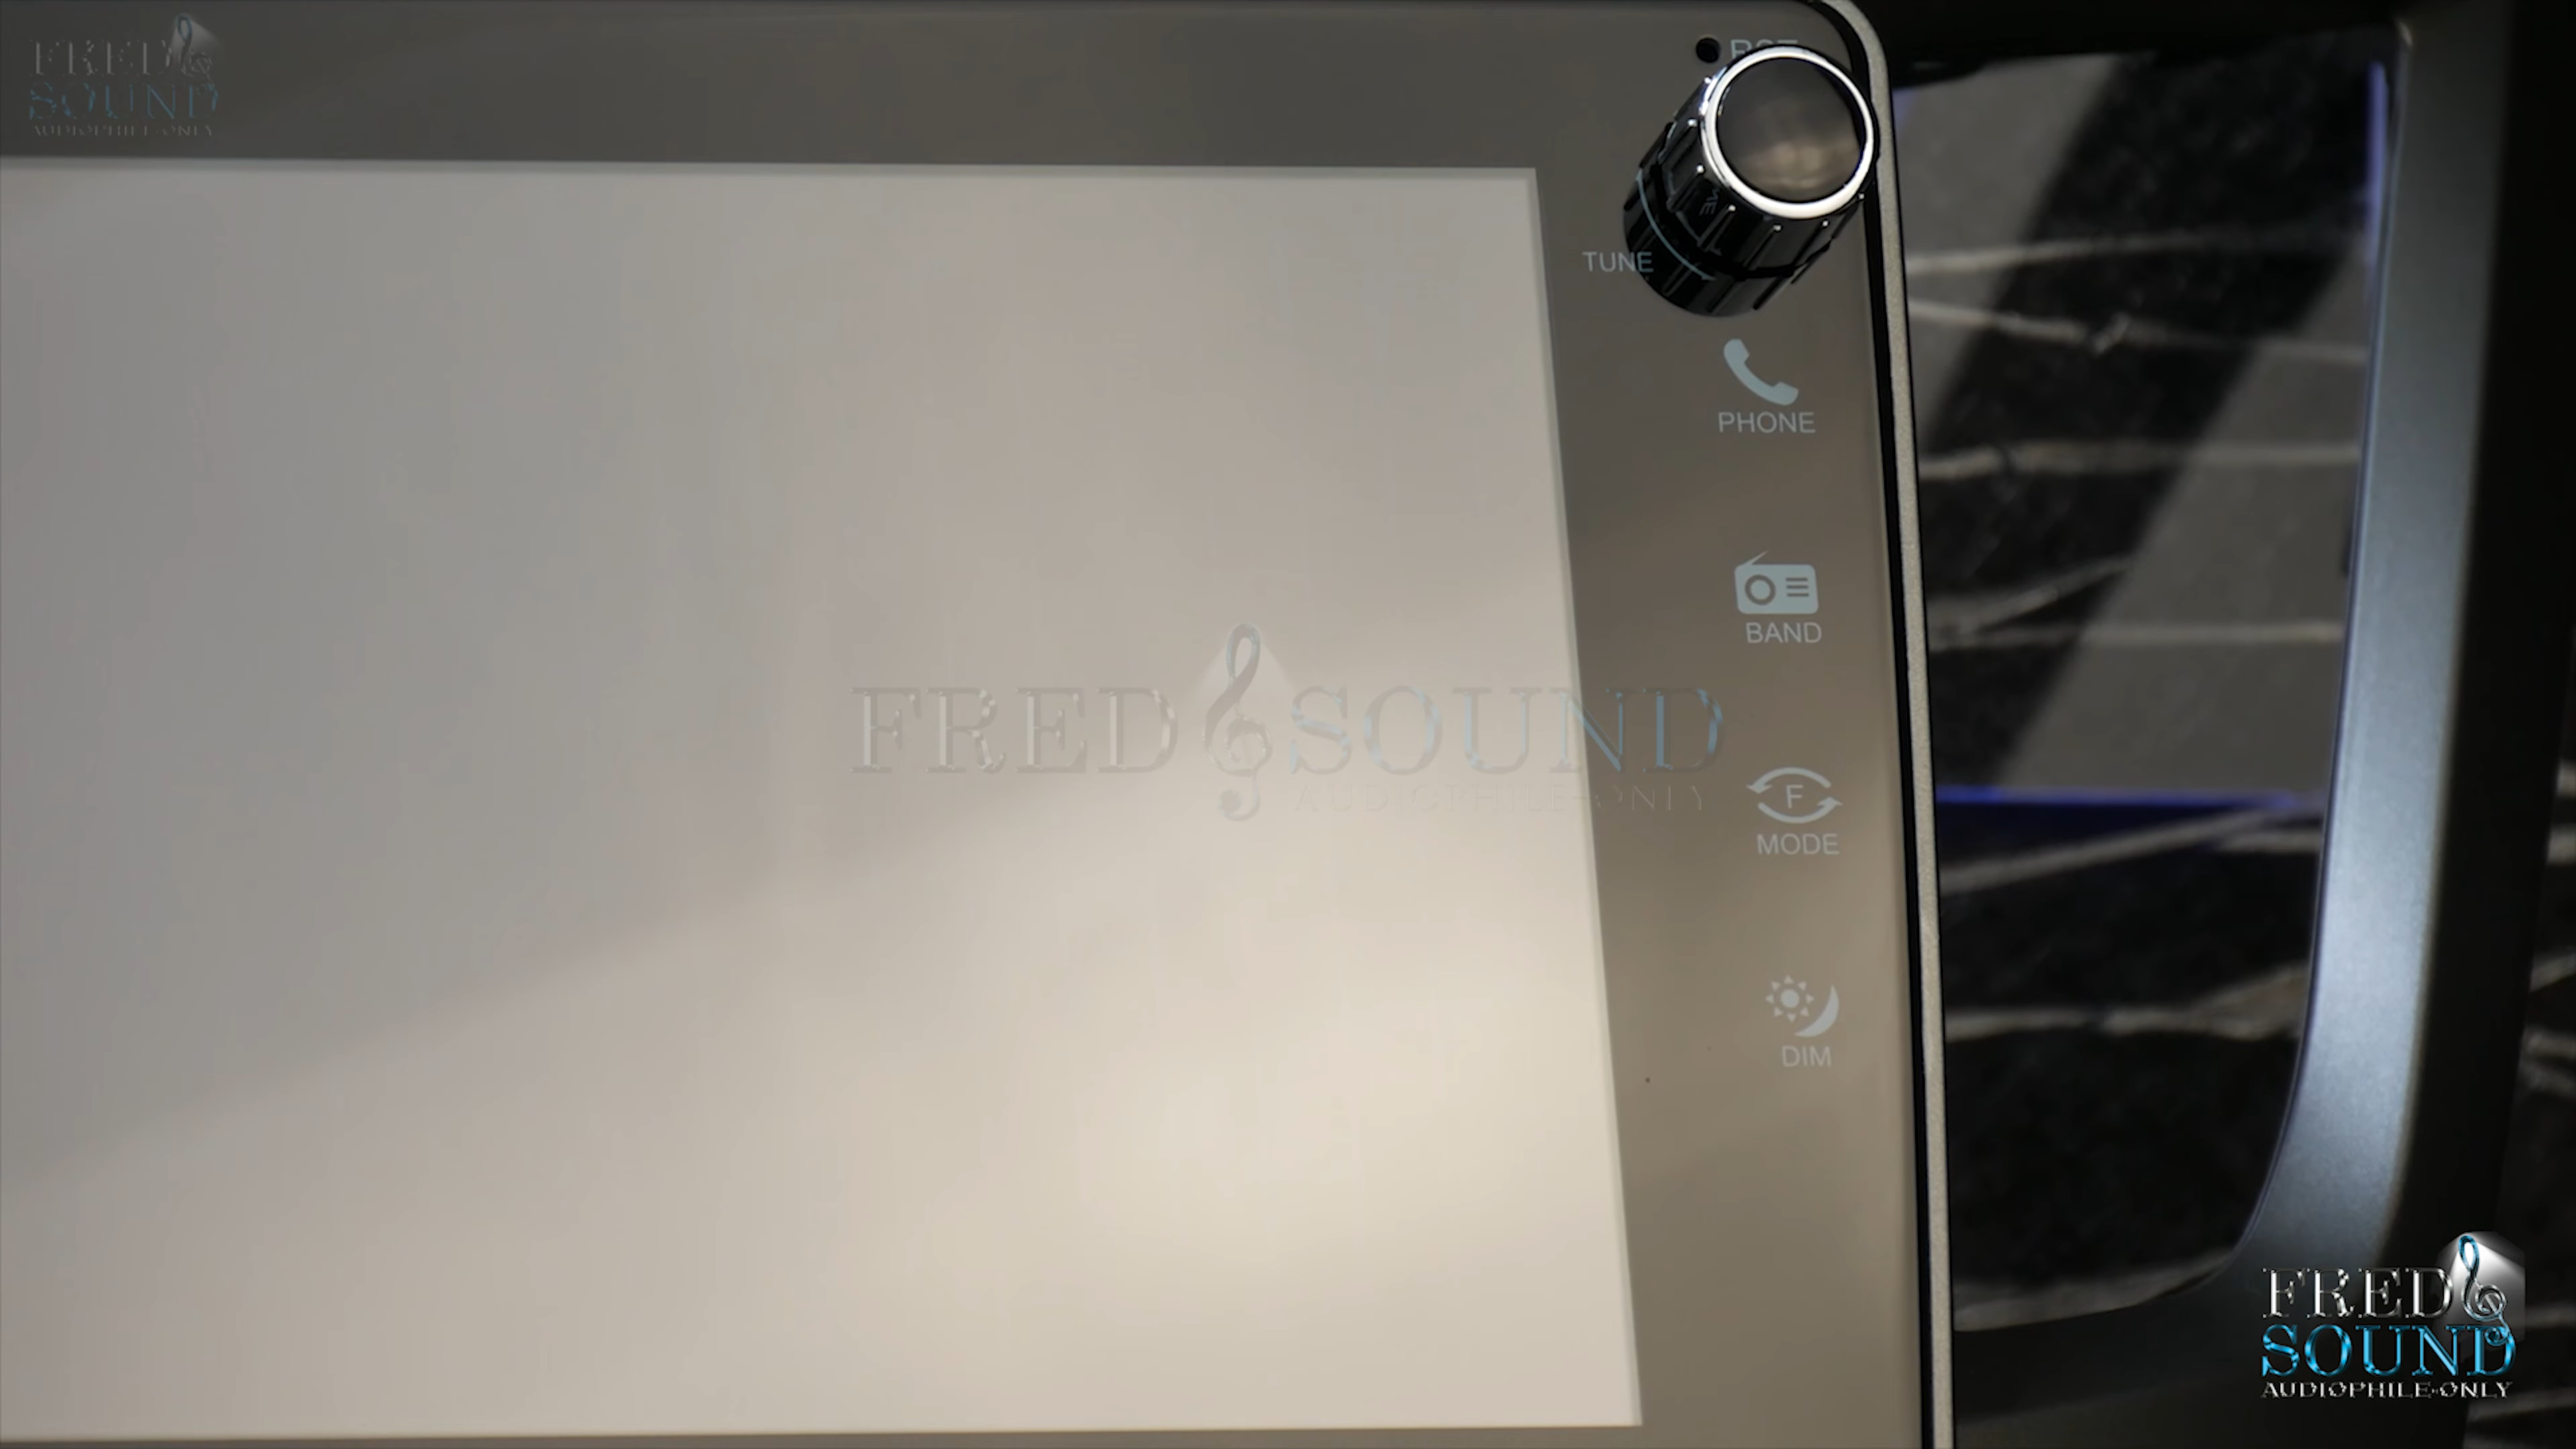 FRED
SOUND
AUDIOPHILE-ONLY
TUNE
PHONE
BAND
FRED SOUND
AUDIOPHILE-ONLY
F
MODE
DIM
FRED
SOUND
AUDIOPHILE-ONLY